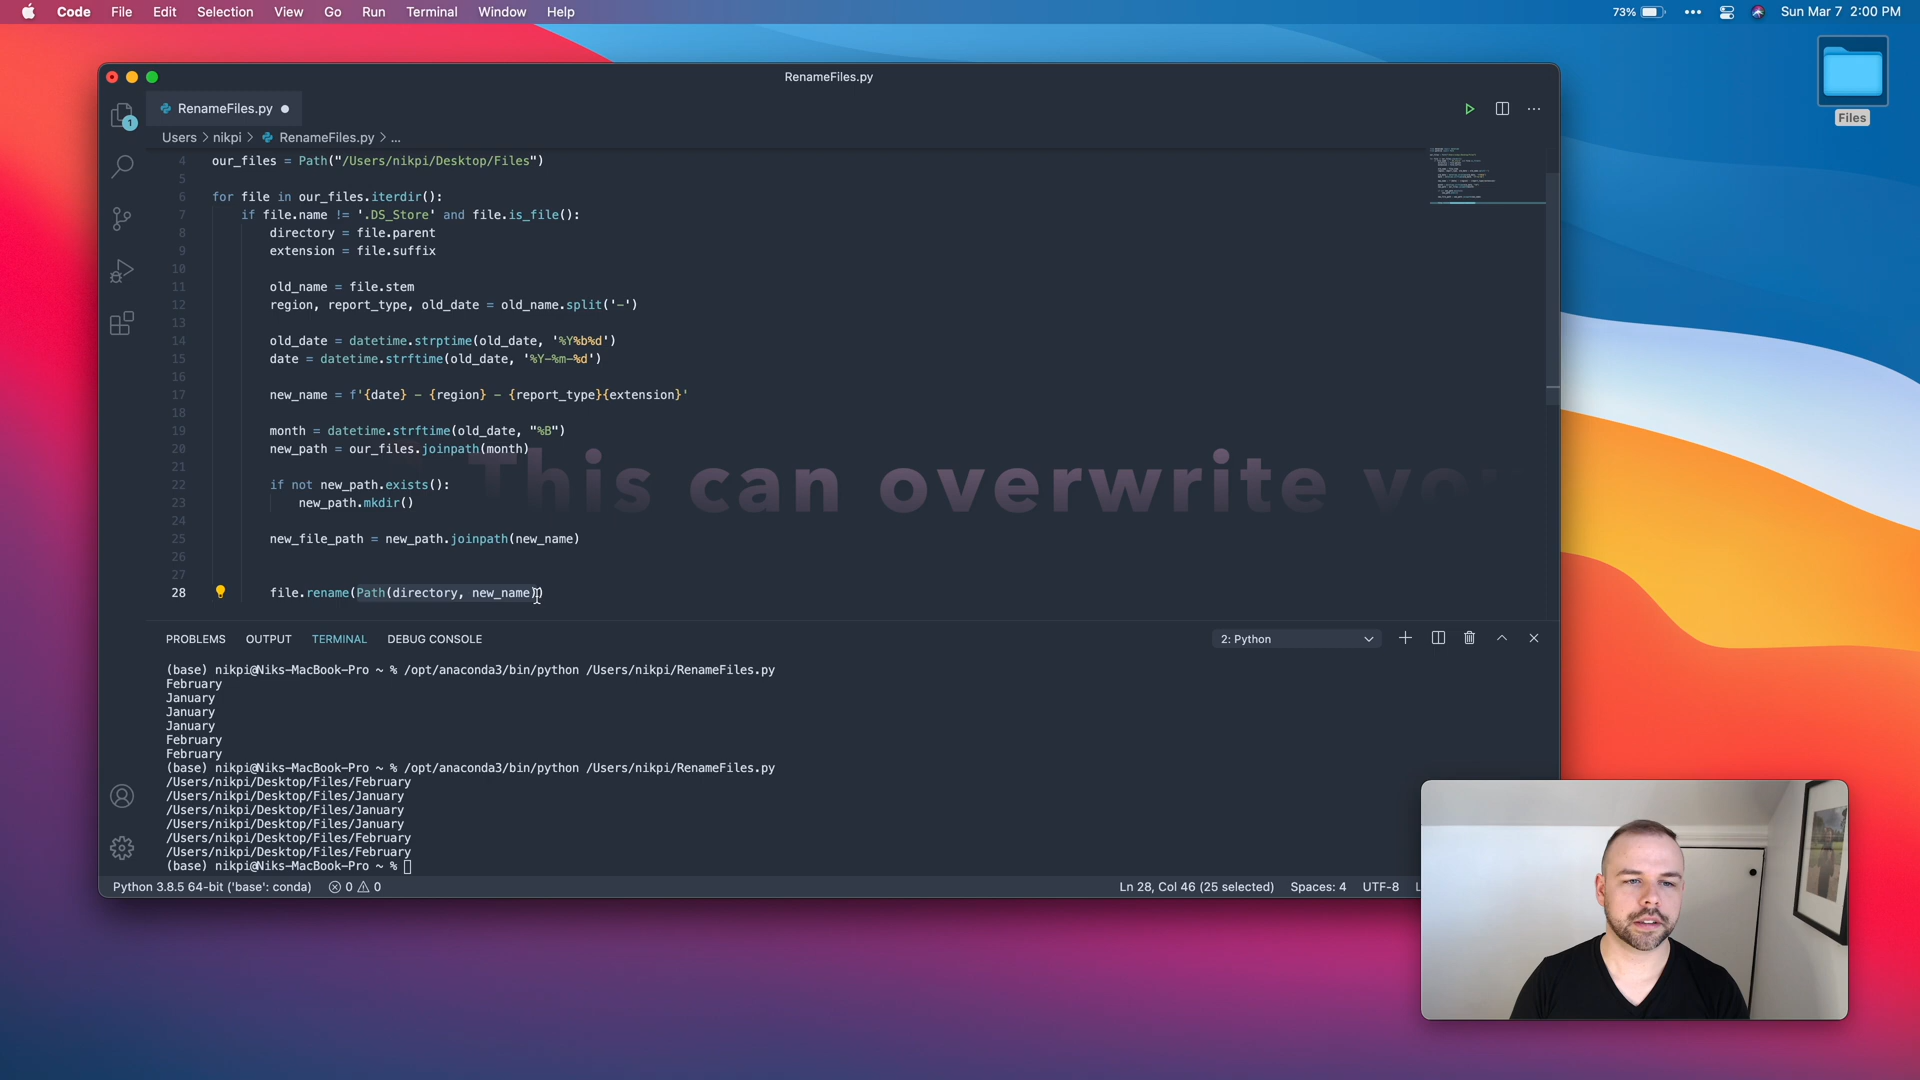 Code File Edit Selection View Go Run Terminal Window Help
73% Sun Mar 7 2:00 PM
Files
RenameFiles.py
RenameFiles.py
Users > nikpi > RenameFiles.py > ...
4 our_files = Path("/Users/nikpi/Desktop/Files")
5
6 for file in our_files.iterdir():
7 if file.name != '.DS_Store' and file.is_file():
8 directory = file.parent
9 extension = file.suffix
10
11 old_name = file.stem
12 region, report_type, old_date = old_name.split('-')
13
14 old_date = datetime.strptime(old_date, '%Y%b%d')
15 date = datetime.strftime(old_date, '%Y-%m-%d')
16
17 new_name = f'{date} - {region} - {report_type}{extension}'
18
19 month = datetime.strftime(old_date, "%B")
20 new_path = our_files.joinpath(month)
21
This can overwrite
22 if not new_path.exists():
23 new_path.mkdir()
24
25 new_file_path = new_path.joinpath(new_name)
26
27
28 file.rename(Path(directory, new_name))
PROBLEMS OUTPUT TERMINAL DEBUG CONSOLE
2: Python
(base) nikpi@Niks-MacBook-Pro ~ % /opt/anaconda3/bin/python /Users/nikpi/RenameFiles.py
February
January
January
January
February
February
(base) nikpi@Niks-MacBook-Pro ~ % /opt/anaconda3/bin/python /Users/nikpi/RenameFiles.py
/Users/nikpi/Desktop/Files/February
/Users/nikpi/Desktop/Files/January
/Users/nikpi/Desktop/Files/January
/Users/nikpi/Desktop/Files/January
/Users/nikpi/Desktop/Files/February
/Users/nikpi/Desktop/Files/February
(base) nikpi@Niks-MacBook-Pro ~ %
1
Python 3.8.5 64-bit ('base': conda) 0 0
Ln 28, Col 46 (25 selected) Spaces: 4 UTF-8